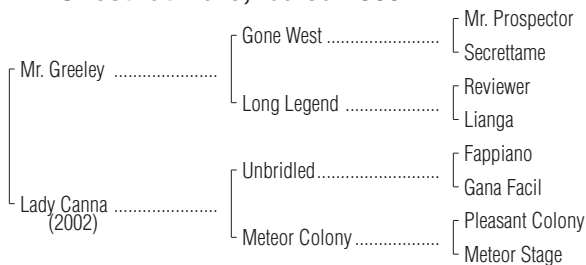 Mr. Prospector
Gone West ........................
Secrettame
Mr. Greeley ......................
Reviewer
Long Legend ....................
Lianga
Fappiano
Unbridled..........................
Gana Facil
Lady Canna ......................
(2002)
Pleasant Colony
Meteor Colony..................
Meteor Stage